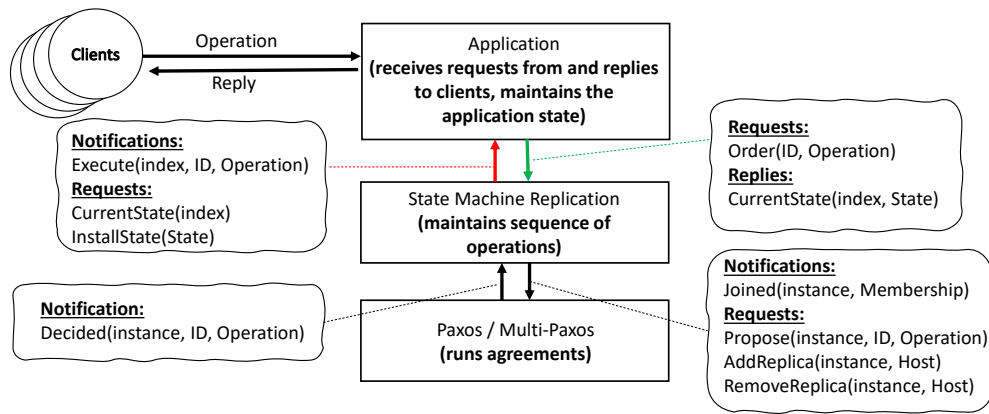 Clients
Operation
Reply
Application
(receives requests from and replies
to clients, maintains the
application state)
Notifications:
Execute(index, ID, Operation)
Requests:
CurrentState(index)
InstallState(State)
Requests:
Order(ID, Operation)
Replies:
CurrentState(index, State)
State Machine Replication
(maintains sequence of
operations)
Notification:
Decided(instance, ID, Operation)
Notifications:
Joined(instance, Membership)
Requests:
Propose(instance, ID, Operation)
AddReplica(instance, Host)
RemoveReplica(instance, Host)
Paxos / Multi-Paxos
(runs agreements)